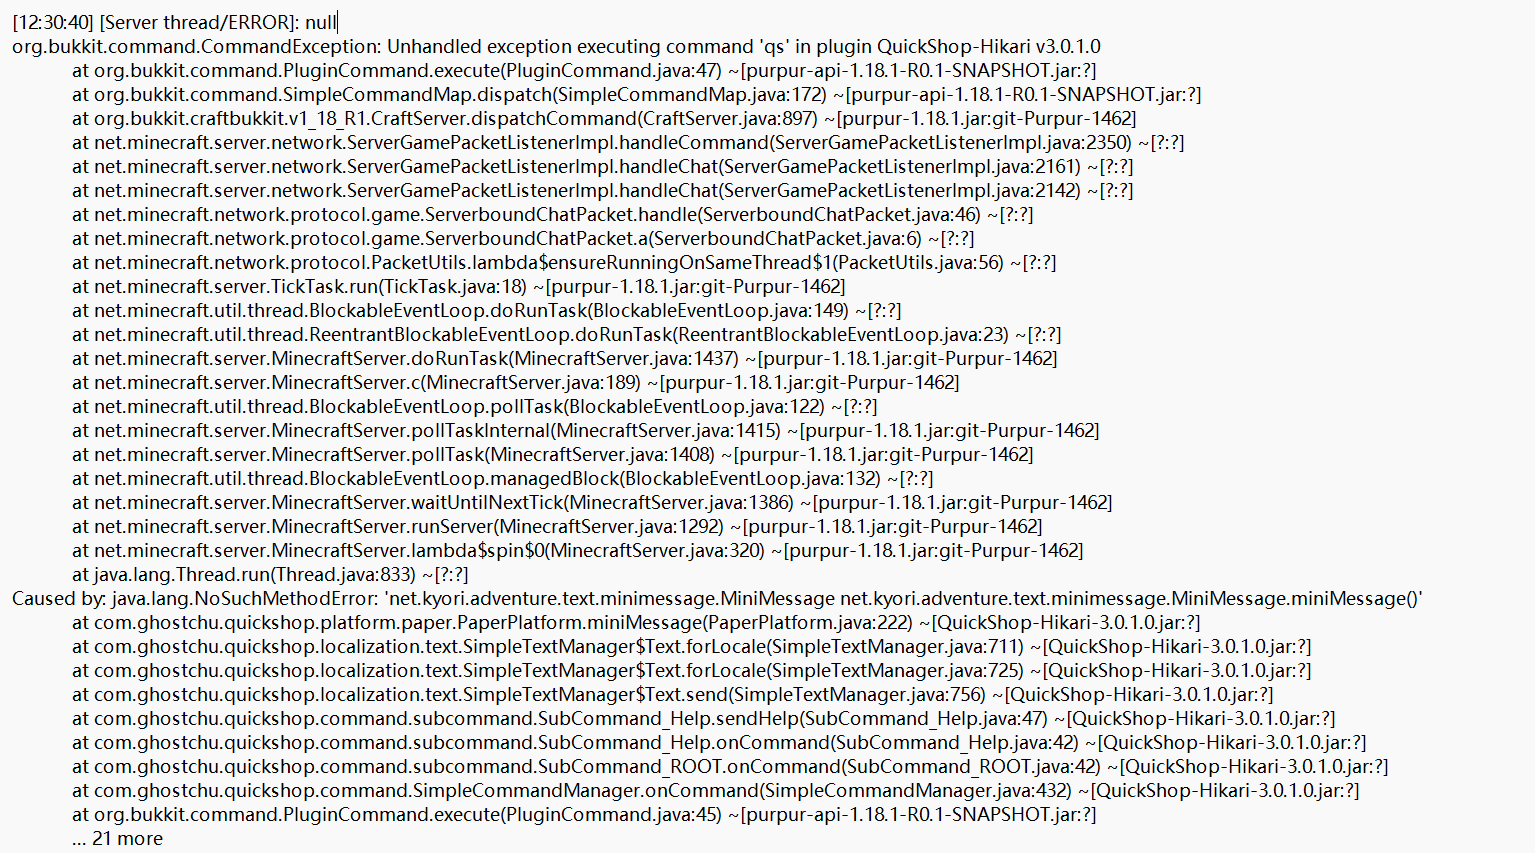 [12:30:40] [Server thread/ERROR]: null
org.bukkit.command.CommandException: Unhandled exception executing command 'qs' in plugin QuickShop-Hikari v3.0.1.0
at org.bukkit.command.PluginCommand.execute(PluginCommand.java:47) ~[purpur-api-1.18.1-R0.1-SNAPSHOT.jar:?]
at org.bukkit.command.SimpleCommandMap.dispatch(SimpleCommandMap.java:172) ~[purpur-api-1.18.1-R0.1-SNAPSHOT.jar:?]
at org.bukkit.craftbukkit.v1_18_R1.CraftServer.dispatchCommand(CraftServer.java:897) ~[purpur-1.18.1.jar:git-Purpur-1462]
at net.minecraft.server.network.ServerGamePacketListenerImpl.handleCommand(ServerGamePacketListenerImpl.java:2350) ~[?:?]
at net.minecraft.server.network.ServerGamePacketListenerImpl.handleChat(ServerGamePacketListenerImpl.java:2161) ~[?:?]
at net.minecraft.server.network.ServerGamePacketListenerImpl.handleChat(ServerGamePacketListenerImpl.java:2142) ~[?:?]
at net.minecraft.network.protocol.game.ServerboundChatPacket.handle(ServerboundChatPacket.java:46) ~[?:?]
at net.minecraft.network.protocol.game.ServerboundChatPacket.a(ServerboundChatPacket.java:6) ~[?:?]
at net.minecraft.network.protocol.PacketUtils.lambda$ensureRunningOnSameThread$1(PacketUtils.java:56) ~[?:?]
at net.minecraft.server.TickTask.run(TickTask.java:18) ~[purpur-1.18.1.jar:git-Purpur-1462]
at net.minecraft.util.thread.BlockableEventLoop.doRunTask(BlockableEventLoop.java:149) ~[?:?]
at net.minecraft.util.thread.ReentrantBlockableEventLoop.doRunTask(ReentrantBlockableEventLoop.java:23) ~[?:?]
at net.minecraft.server.MinecraftServer.doRunTask(MinecraftServer.java:1437) ~[purpur-1.18.1.jar:git-Purpur-1462]
at net.minecraft.server.MinecraftServer.c(MinecraftServer.java:189) ~[purpur-1.18.1.jar:git-Purpur-1462]
at net.minecraft.util.thread.BlockableEventLoop.pollTask(BlockableEventLoop.java:122) ~[?:?]
at net.minecraft.server.MinecraftServer.pollTaskInternal(MinecraftServer.java:1415) ~[purpur-1.18.1.jar:git-Purpur-1462]
at net.minecraft.server.MinecraftServer.pollTask(MinecraftServer.java:1408) ~[purpur-1.18.1.jar:git-Purpur-1462]
at net.minecraft.util.thread.BlockableEventLoop.managedBlock(BlockableEventLoop.java:132) ~[?:?]
at net.minecraft.server.MinecraftServer.waitUntilNextTick(MinecraftServer.java:1386) ~[purpur-1.18.1.jar:git-Purpur-1462]
at net.minecraft.server.MinecraftServer.runServer(MinecraftServer.java:1292) ~[purpur-1.18.1.jar:git-Purpur-1462]
at net.minecraft.server.MinecraftServer.lambda$spin$0(MinecraftServer.java:320) ~[purpur-1.18.1.jar:git-Purpur-1462]
at java.lang.Thread.run(Thread.java:833) ~[?:?]
Caused by: java.lang.NoSuchMethodError: 'net.kyori.adventure.text.minimessage.MiniMessage net.kyori.adventure.text.minimessage.MiniMessage.miniMessage()'
at com.ghostchu.quickshop.platform.paper.PaperPlatform.miniMessage(PaperPlatform.java:222) ~[QuickShop-Hikari-3.0.1.0.jar:?]
at com.ghostchu.quickshop.localization.text.SimpleTextManager$Text.forLocale(SimpleTextManager.java:711) ~[QuickShop-Hikari-3.0.1.0.jar:?]
at com.ghostchu.quickshop.localization.text.SimpleTextManager$Text.forLocale(SimpleTextManager.java:725) ~[QuickShop-Hikari-3.0.1.0.jar:?]
at com.ghostchu.quickshop.localization.text.SimpleTextManager$Text.send(SimpleTextManager.java:756) ~[QuickShop-Hikari-3.0.1.0.jar:?]
at com.ghostchu.quickshop.command.subcommand.SubCommand_Help.sendHelp(SubCommand_Help.java:47) ~[QuickShop-Hikari-3.0.1.0.jar:?]
at com.ghostchu.quickshop.command.subcommand.SubCommand_Help.onCommand(SubCommand_Help.java:42) ~[QuickShop-Hikari-3.0.1.0.jar:?]
at com.ghostchu.quickshop.command.subcommand.SubCommand_ROOT.onCommand(SubCommand_ROOT.java:42) ~[QuickShop-Hikari-3.0.1.0.jar:?]
at com.ghostchu.quickshop.command.SimpleCommandManager.onCommand(SimpleCommandManager.java:432) ~[QuickShop-Hikari-3.0.1.0.jar:?]
at org.bukkit.command.PluginCommand.execute(PluginCommand.java:45) ~[purpur-api-1.18.1-R0.1-SNAPSHOT.jar:?]
... 21 more